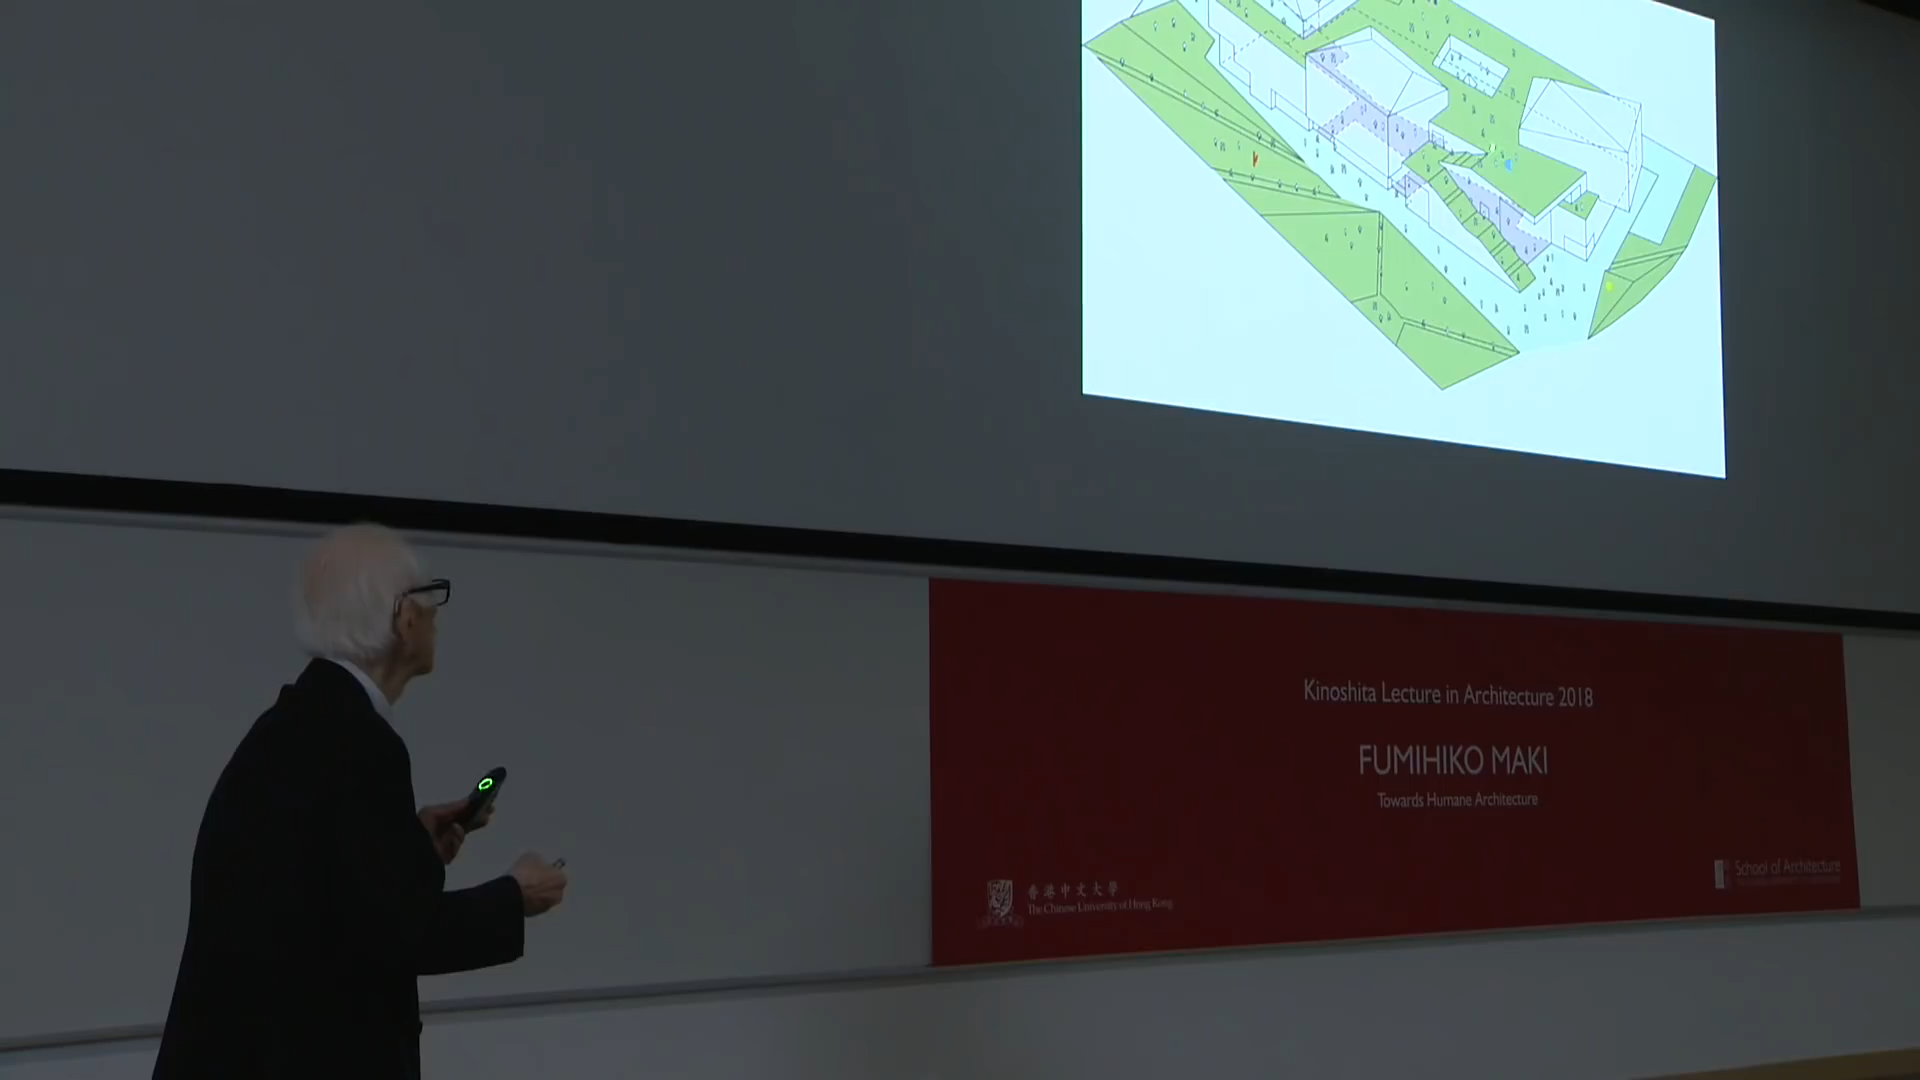 Kinoshita Lecture in Architecture 2018
FUMIHIKO MAKI
Towards Humane Architecture
香港中文大學
The Chinese University of Hong Kong
School of Architecture